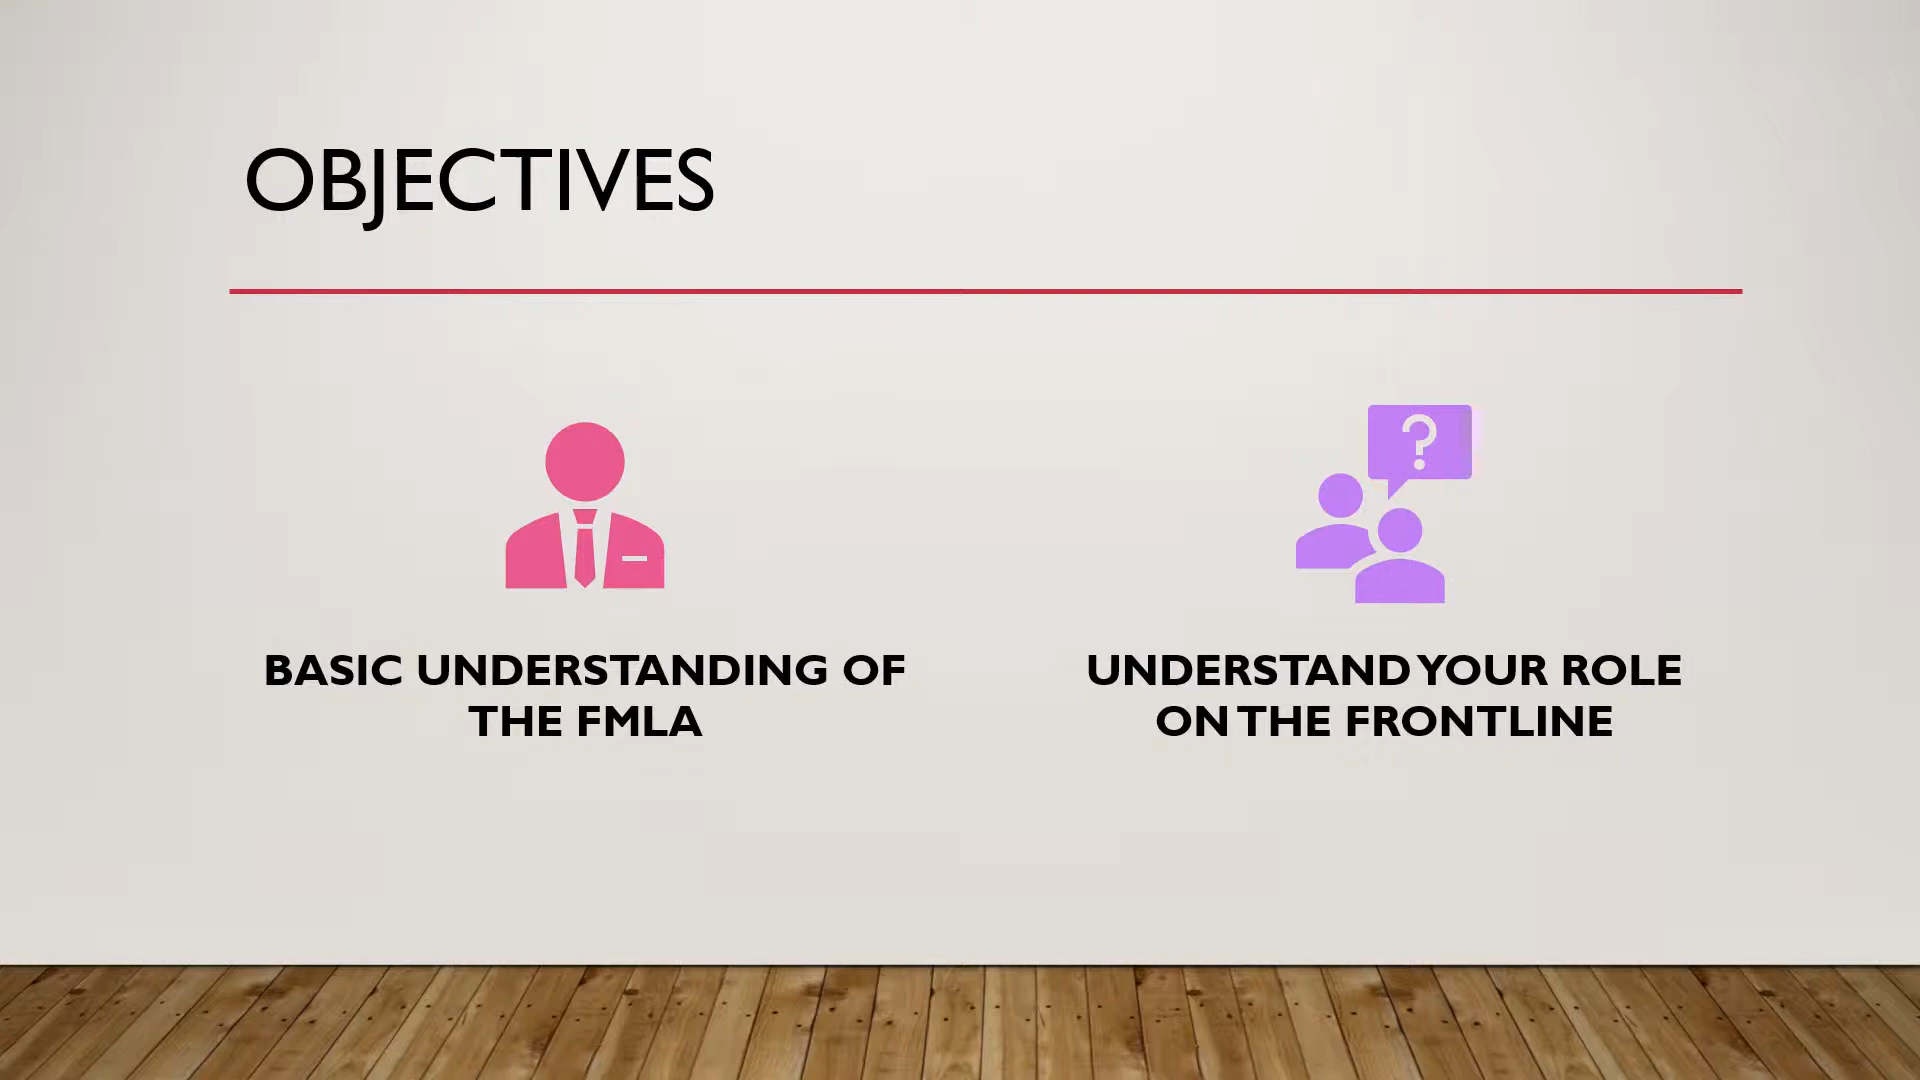 OBJECTIVES
?
BASIC UNDERSTANDING OF
THE FMLA
UNDERSTAND YOUR ROLE
ON THE FRONTLINE